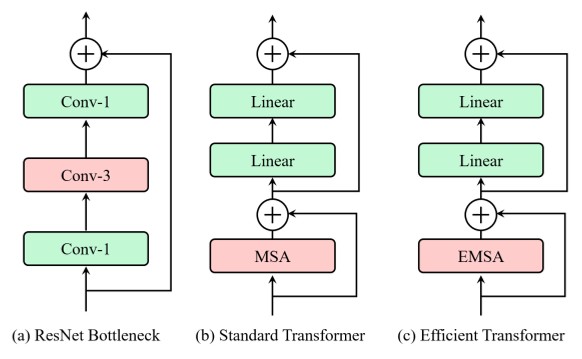 Conv-1
Linear
Linear
Conv-3
Linear
Linear
Conv-1
MSA
EMSA
(a) ResNet Bottleneck
(b) Standard Transformer
(c) Efficient Transformer